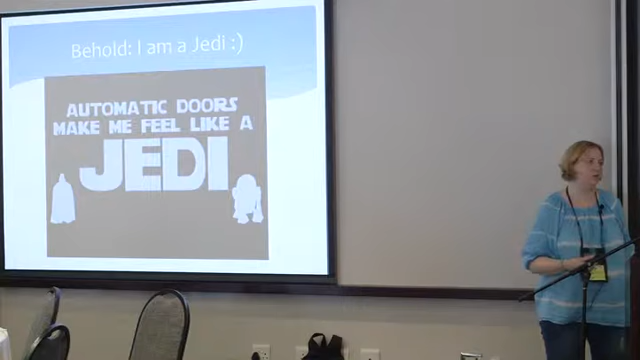 Behold: I am a Jedi :)
AUTOMATIC DOORS
MAKE ME FEEL LIKE A
JEDI